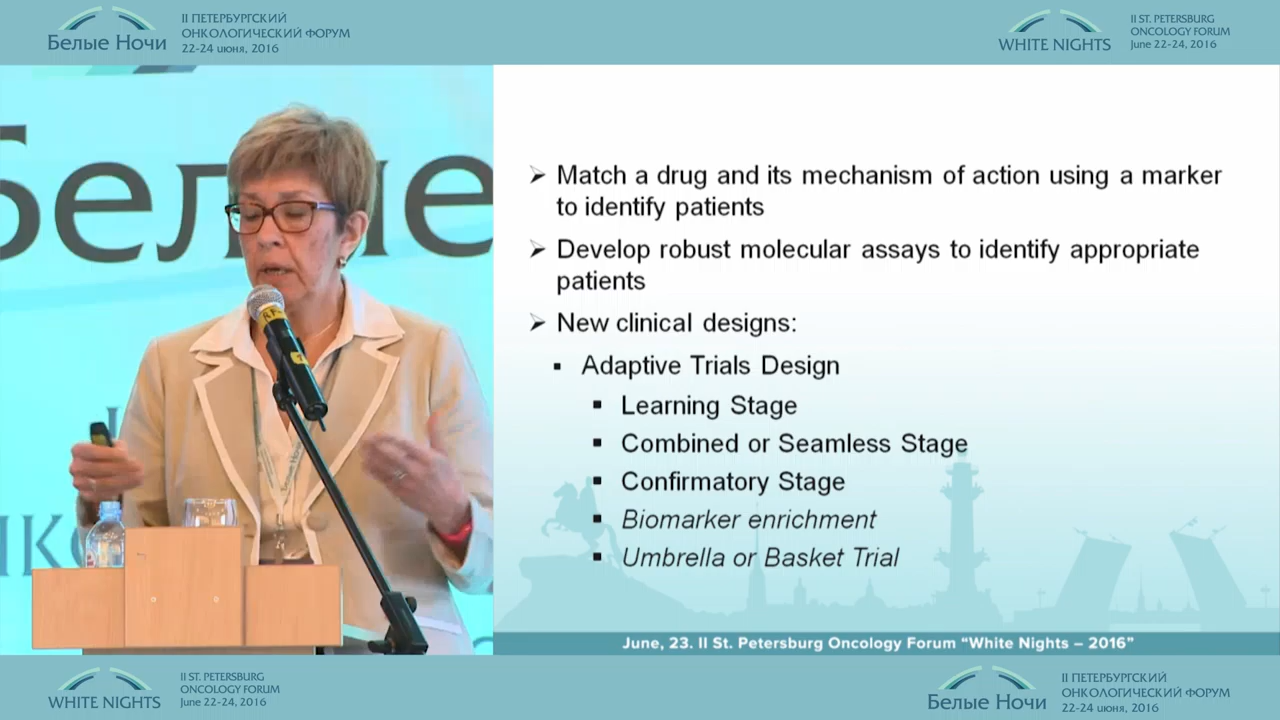 Белые Ночи
II ПЕТЕРБУРГСКИЙ
ОНКОЛОГИЧЕСКИЙ ФОРУМ
22-24 июня, 2016
WHITE NIGHTS
II ST. PETERSBURG
ONCOLOGY FORUM
June 22-24, 2016
Белые
Match a drug and its mechanism of action using a marker
to identify patients
Develop robust molecular assays to identify appropriate
patients
New clinical designs:
Adaptive Trials Design
Learning Stage
Combined or Seamless Stage
Confirmatory Stage
Biomarker enrichment
Umbrella or Basket Trial
June, 23. II St. Petersburg Oncology Forum “White Nights – 2016”
WHITE NIGHTS
II ST. PETERSBURG
ONCOLOGY FORUM
June 22-24, 2016
Белые Ночи
II ПЕТЕРБУРГСКИЙ
ОНКОЛОГИЧЕСКИЙ ФОРУМ
22-24 июня, 2016